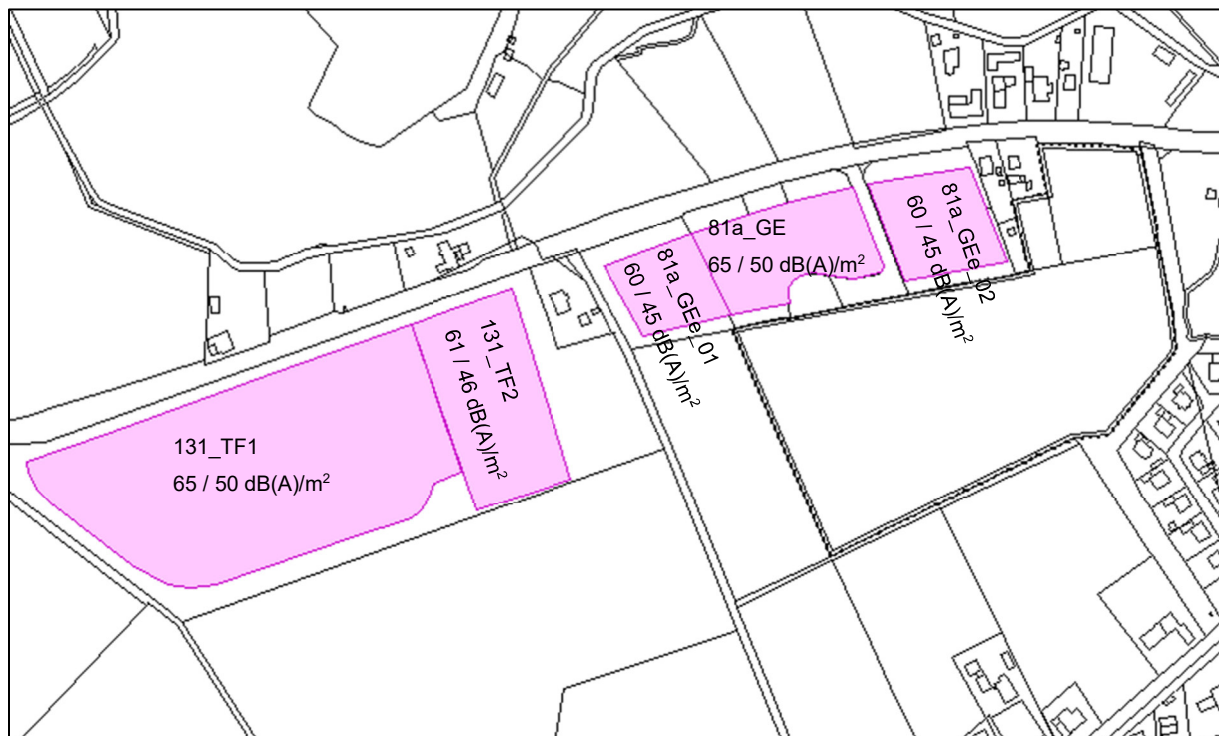 131_TF1
65 / 50 dB(A)/m²
131_TF2
61 / 46 dB(A)/m²
81a_GEe_01
60 / 45 dB(A)/m²
81a_GE
65 / 50 dB(A)/m²
81a_GEe_02
60 / 45 dB(A)/m²